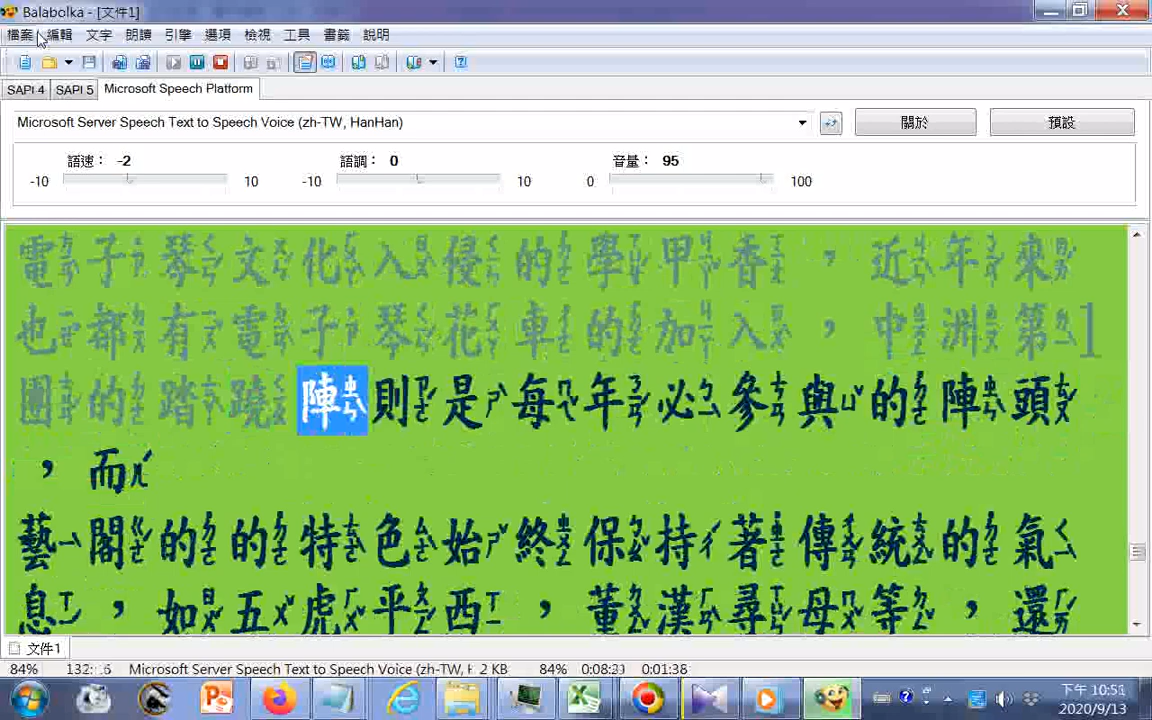 Balabolka - [文件1]
檔案 編輯 文字 朗讀 引擎 選項 檢視 工具 書籤 說明
SAPI 4 SAPI 5 Microsoft Speech Platform
Microsoft Server Speech Text to Speech Voice (zh-TW, HanHan) 關於 預設
語速： -2 語調： 0 音量： 95
-10 10 -10 10 0 100
電子琴文化入侵的學甲香，近年來
也都有電子琴花車的加入，中洲第1
團的踏蹺陣則是每年必參與的陣頭
，而
藝閣的的特色始終保持著傳統的氣
息，如五虎平西，董漢尋母等，還
文件1
84% Microsoft Server Speech Text to Speech Voice (zh-TW, H 2 KB 84% 0:01:38
下午 10:51
2020/9/13